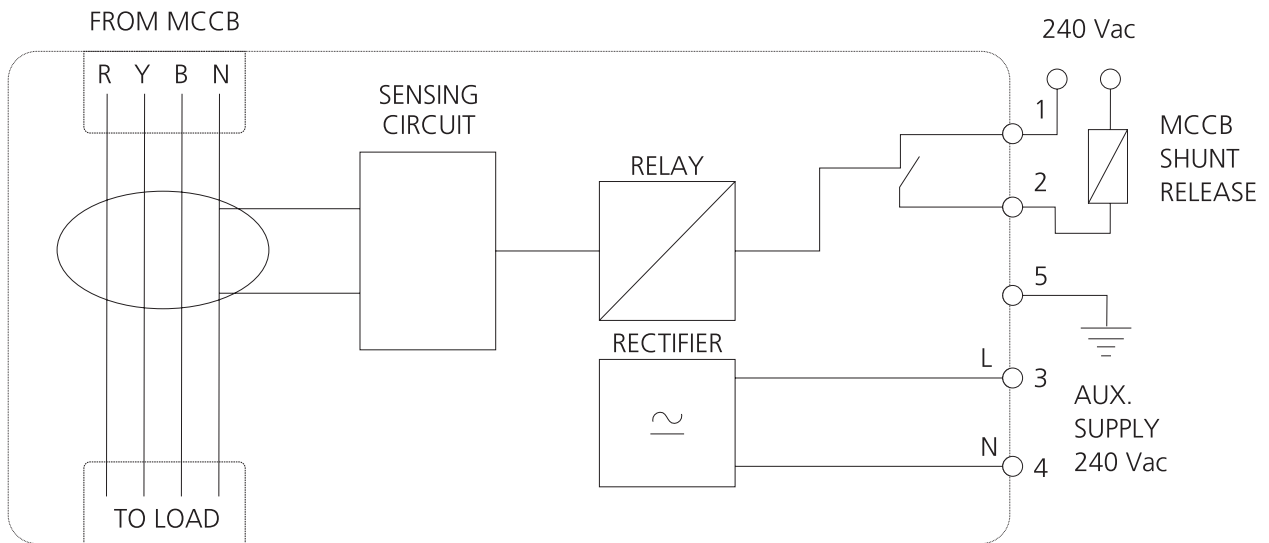 FROM MCCB
240 Vac
R Y B N
SENSING
CIRCUIT
1
MCCB
SHUNT
RELEASE
RELAY
2
5
RECTIFIER
L
3
AUX.
SUPPLY
240 Vac
N
4
TO LOAD